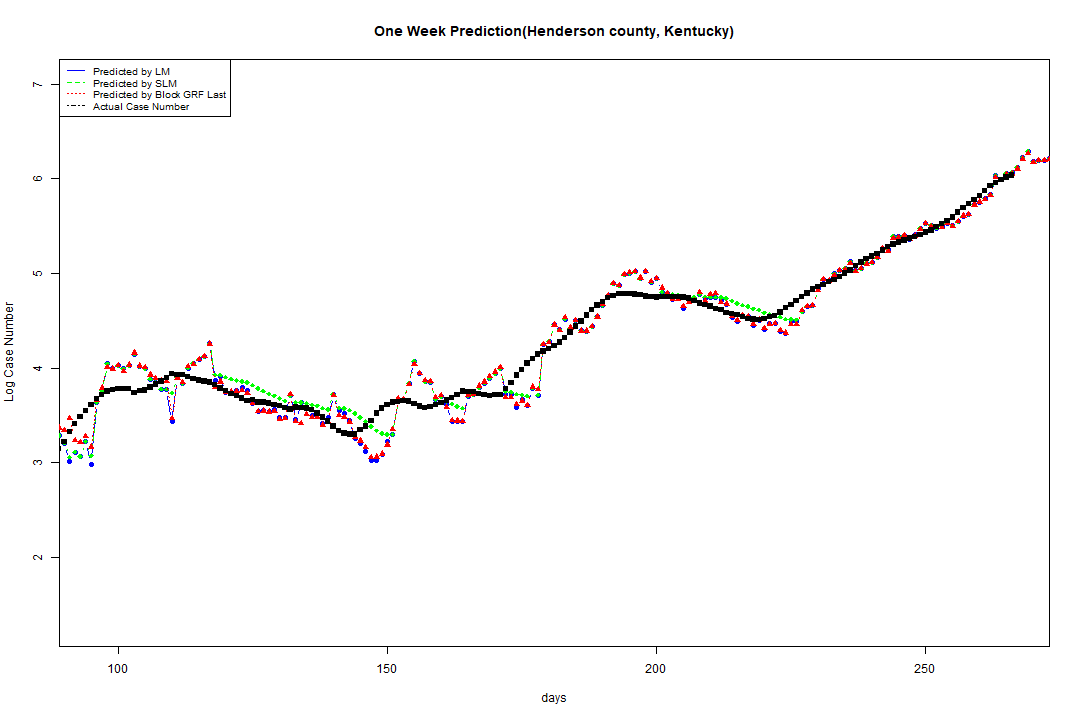 One Week Prediction(Henderson county, Kentucky)
Predicted by LM
Predicted by SLM
Predicted by Block GRF Last
Actual Case Number
7
6
5
4
3
2
Log Case Number
100 150 200 250
days